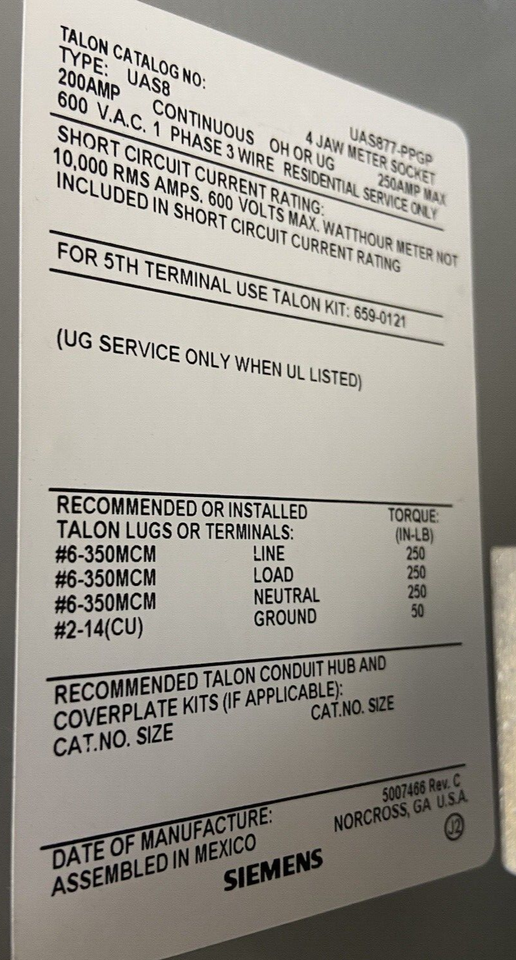 TALON CATALOG NO: UAS877-PPGP
TYPE: UAS8 4 JAW METER SOCKET
200AMP CONTINUOUS OH OR UG 250AMP MAX
600 V.A.C. 1 PHASE 3 WIRE RESIDENTIAL SERVICE ONLY
SHORT CIRCUIT CURRENT RATING:
10,000 RMS AMPS. 600 VOLTS MAX. WATTHOUR METER NOT
INCLUDED IN SHORT CIRCUIT CURRENT RATING
FOR 5TH TERMINAL USE TALON KIT: 659-0121
(UG SERVICE ONLY WHEN UL LISTED)
RECOMMENDED OR INSTALLED TORQUE:
TALON LUGS OR TERMINALS: (IN-LB)
#6-350MCM LINE 250
#6-350MCM LOAD 250
#6-350MCM NEUTRAL 250
#2-14(CU) GROUND 50
RECOMMENDED TALON CONDUIT HUB AND
COVERPLATE KITS (IF APPLICABLE):
CAT.NO. SIZE CAT.NO. SIZE
DATE OF MANUFACTURE: 5007466 Rev. C
ASSEMBLED IN MEXICO NORCROSS, GA U.S.A.
SIEMENS J2